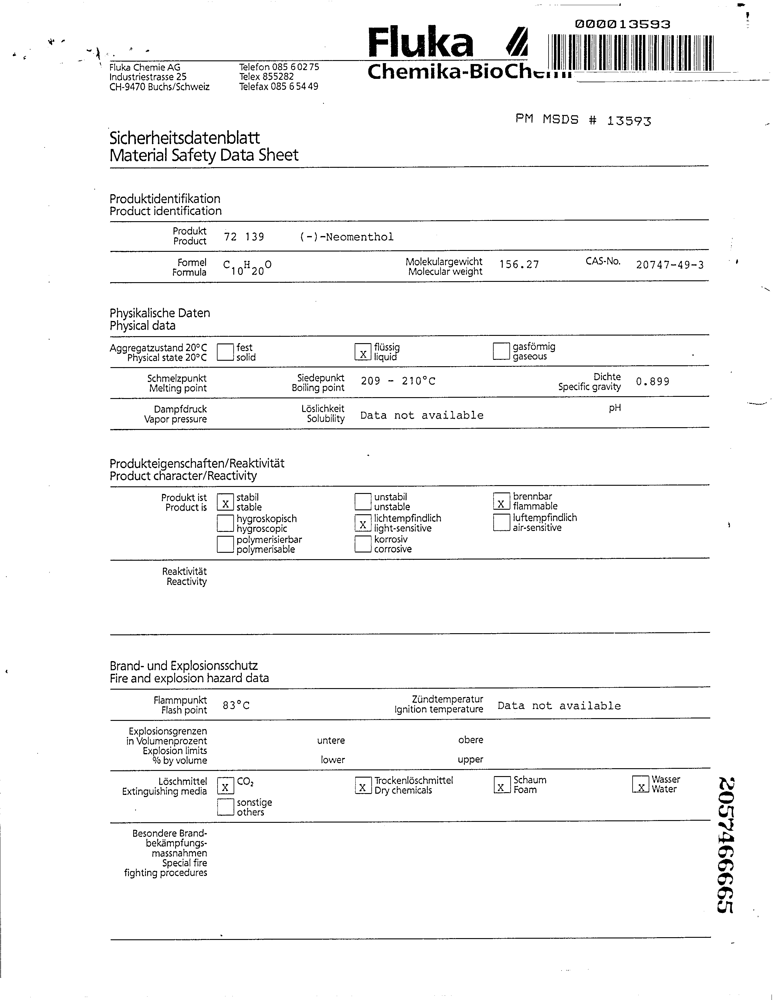 000013593
Fluka
Chemika-BioChemi
Fluka Chemie AG
Industriestrasse 25
CH-9470 Buchs/Schweiz
Telefon 085 6 02 75
Telex 855282
Telefax 085 6 54 49
PM MSDS # 13593
Sicherheitsdatenblatt
Material Safety Data Sheet
Produktidentifikation
Product identification
Produkt
Product
72 139 (-)-Neomenthol
Formel
Formula
C10H20O
Molekulargewicht
Molecular weight
156.27
CAS-No. 20747-49-3
Physikalische Daten
Physical data
Aggregatzustand 20°C
Physical state 20°C
fest
solid
X flüssig
liquid
gasförmig
gaseous
Schmelzpunkt
Melting point
Siedepunkt
Boiling point
209 - 210°C
Dichte
Specific gravity
0.899
Dampfdruck
Vapor pressure
Löslichkeit
Solubility
Data not available
pH
Produkteigenschaften/Reaktivität
Product character/Reactivity
Produkt ist
Product is
X stabil
stable
unstabil
unstable
X brennbar
flammable
hygroskopisch
hygroscopic
X lichtempfindlich
light-sensitive
luftempfindlich
air-sensitive
polymerisierbar
polymerisable
korrosiv
corrosive
Reaktivität
Reactivity
Brand- und Explosionsschutz
Fire and explosion hazard data
Flammpunkt
Flash point
83°C
Zündtemperatur
Ignition temperature
Data not available
Explosionsgrenzen
in Volumenprozent
Explosion limits
% by volume
untere
lower
obere
upper
Löschmittel
Extinguishing media
X CO2
X Trockenlöschmittel
Dry chemicals
X Schaum
Foam
X Wasser
Water
sonstige
others
Besondere Brand-
bekämpfungs-
massnahmen
Special fire
fighting procedures
2057466665